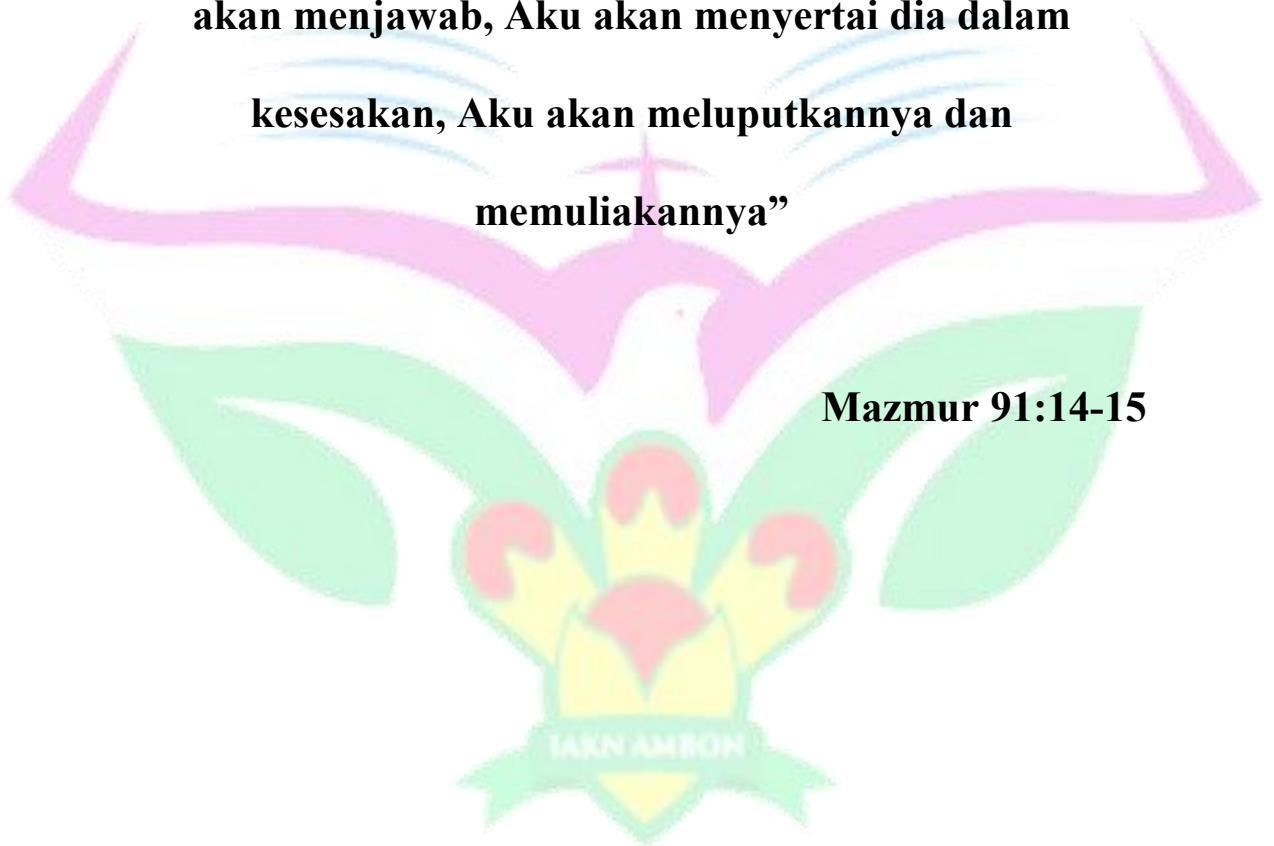 akan menjawab, Aku akan menyertai dia dalam
kesesakan, Aku akan meluputkannya dan
memuliakannya”
Mazmur 91:14-15
IAKN AMBON